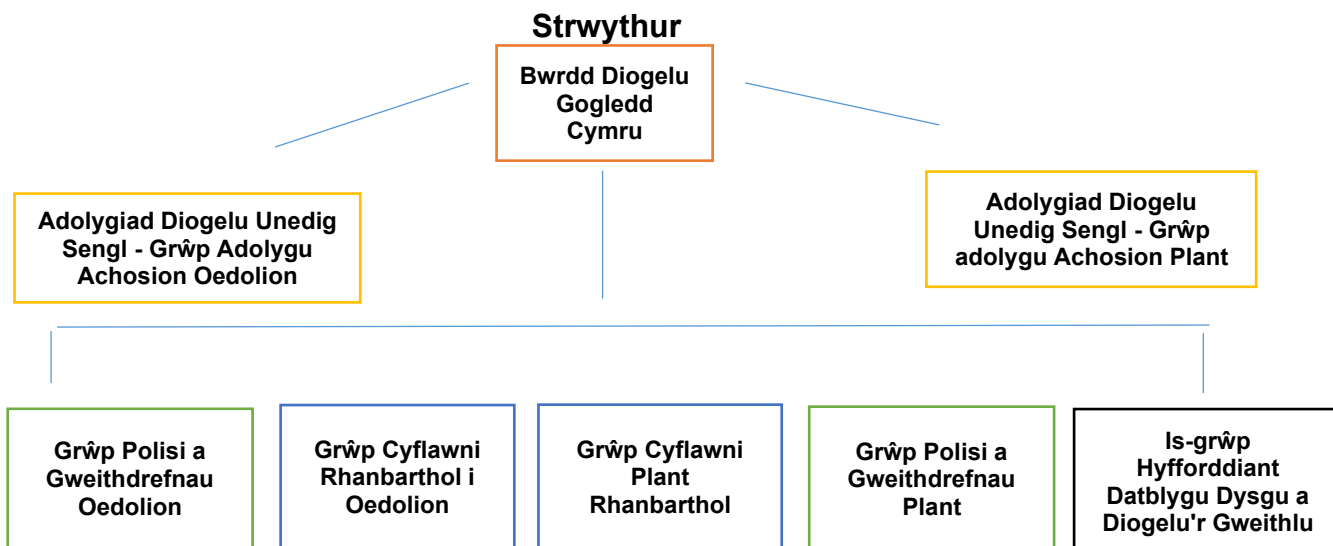 Strwythur
Bwrdd Diogelu
Gogledd
Cymru
Adolygiad Diogelu Unedig
Sengl - Grŵp Adolygu
Achosion Oedolion
Adolygiad Diogelu
Unedig Sengl - Grŵp
adolygu Achosion Plant
Grŵp Polisi a
Gweithdrefnau
Oedolion
Grŵp Cyflawni
Rhanbarthol i
Oedolion
Grŵp Cyflawni
Plant
Rhanbarthol
Grŵp Polisi a
Gweithdrefnau
Plant
Is-grŵp
Hyfforddiant
Datblygu Dysgu a
Diogelu'r Gweithlu